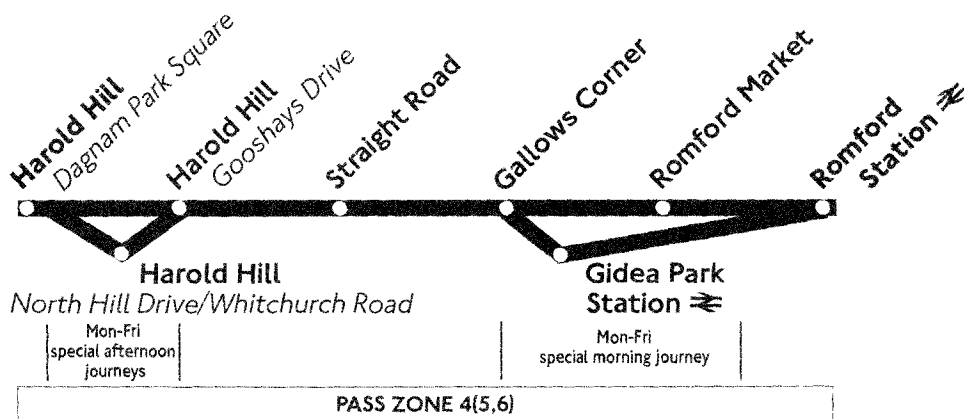 Harold Hill
Dagnam Park Square
Harold Hill
Gooshays Drive
Straight Road
Gallows Corner
Romford Market
Romford
Station
Harold Hill
North Hill Drive/Whitchurch Road
Gidea Park
Station
Mon-Fri
special afternoon
journeys
Mon-Fri
special morning journey
PASS ZONE 4(5,6)